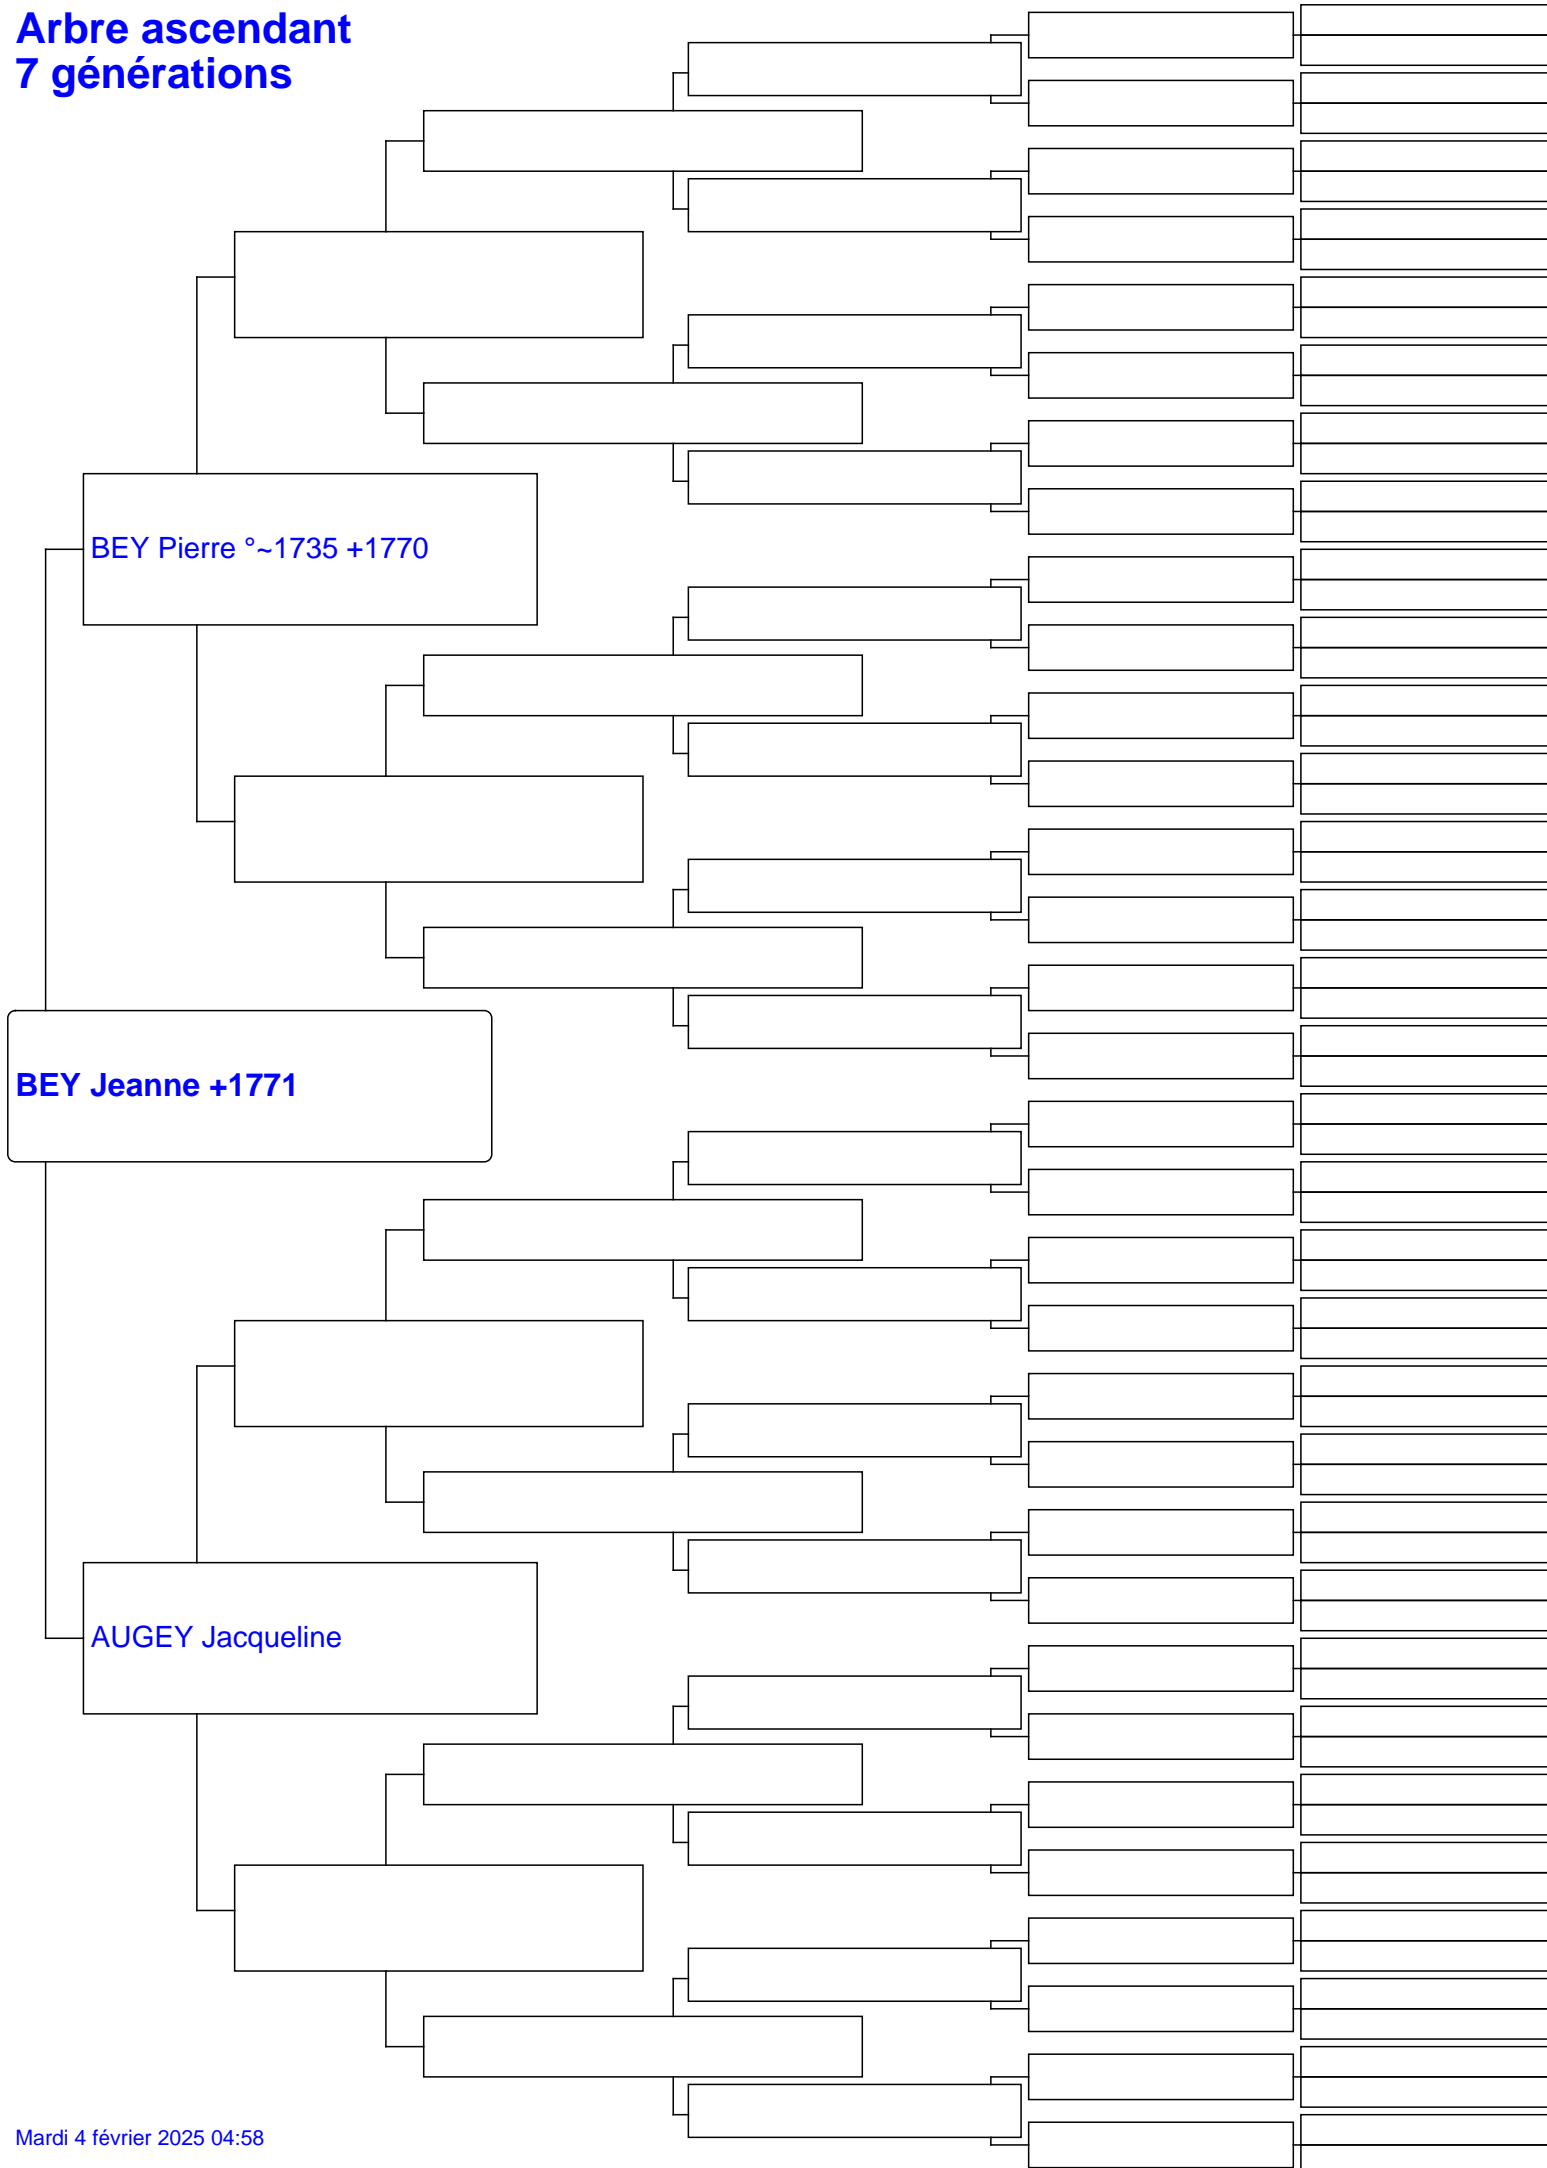 Arbre ascendant
7 générations
BEY Pierre °~1735 +1770
BEY Jeanne +1771
AUGEY Jacqueline
Mardi 4 février 2025 04:58